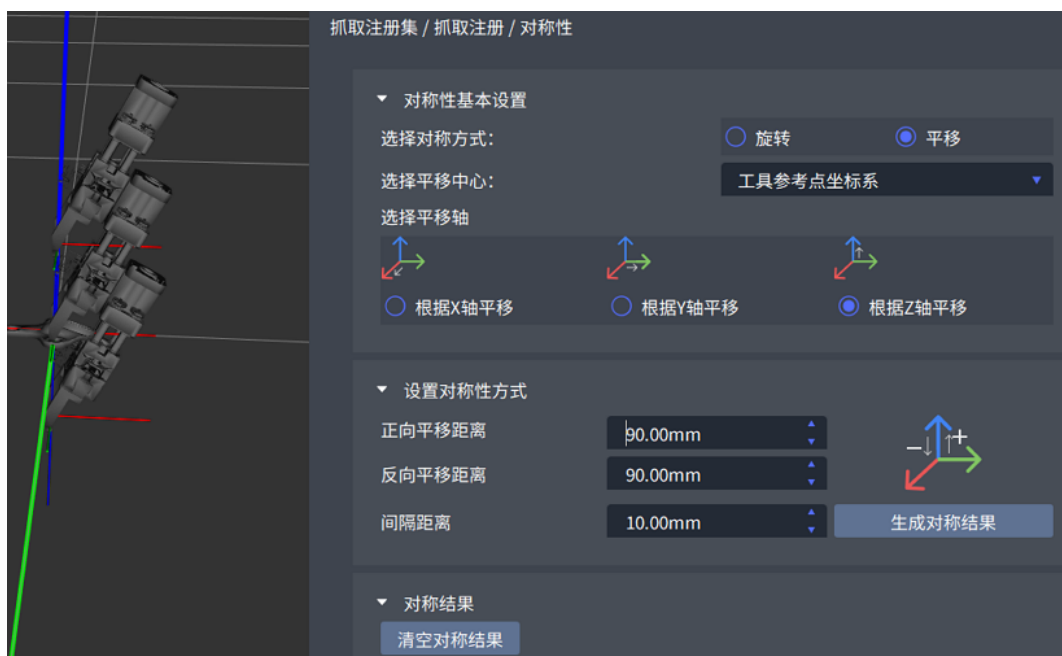 抓取注册集 / 抓取注册 / 对称性
对称性基本设置
选择对称方式: 旋转 平移
选择平移中心: 工具参考点坐标系
选择平移轴
根据X轴平移 根据Y轴平移 根据Z轴平移
设置对称性方式
正向平移距离 90.00mm
反向平移距离 90.00mm
间隔距离 10.00mm 生成对称结果
对称结果
清空对称结果